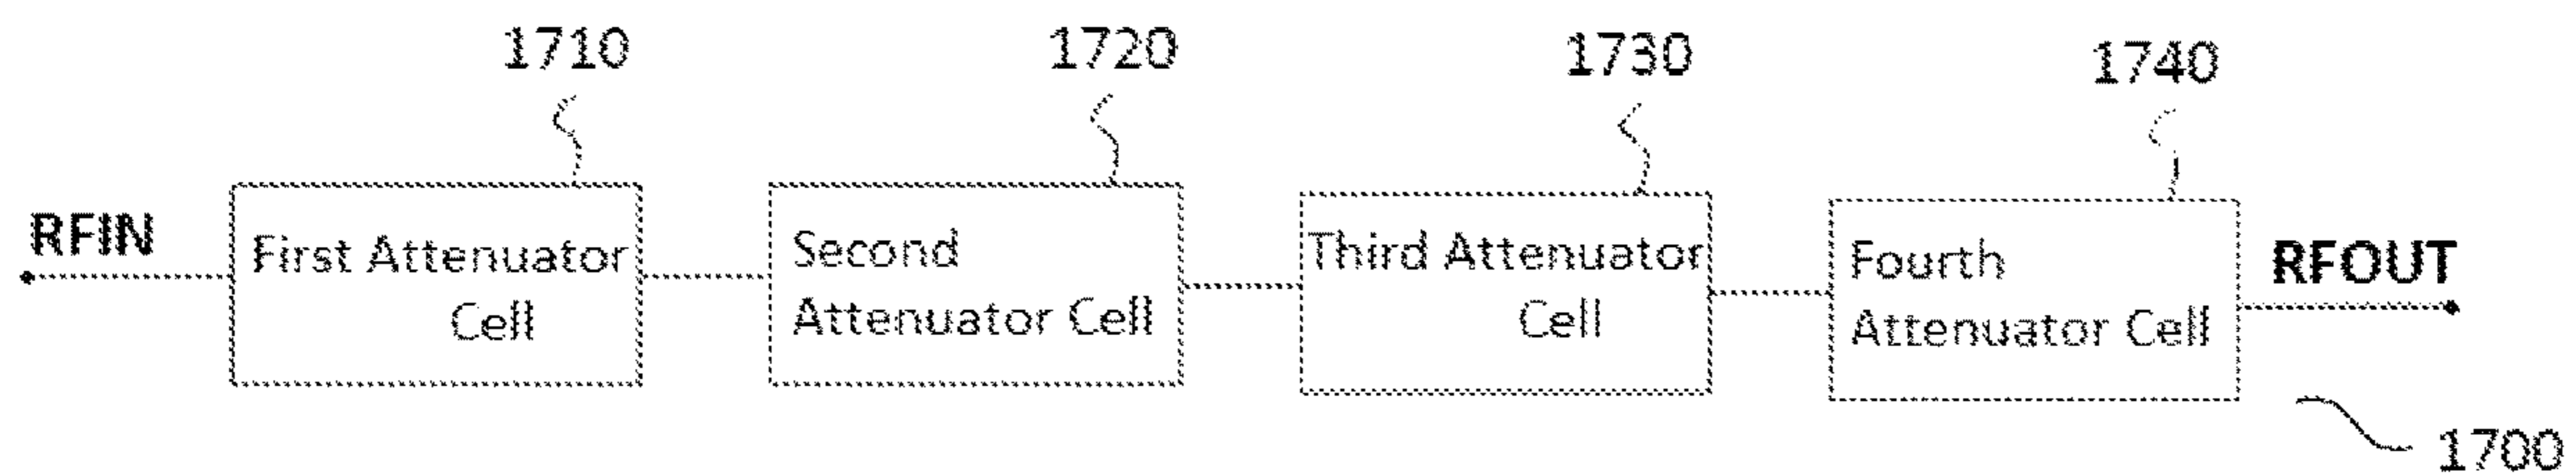 1710
1720
1730
1740
RFIN
First Attenuator
Cell
Second
Attenuator Cell
Third Attenuator
Cell
Fourth
Attenuator Cell
RFOUT
1700